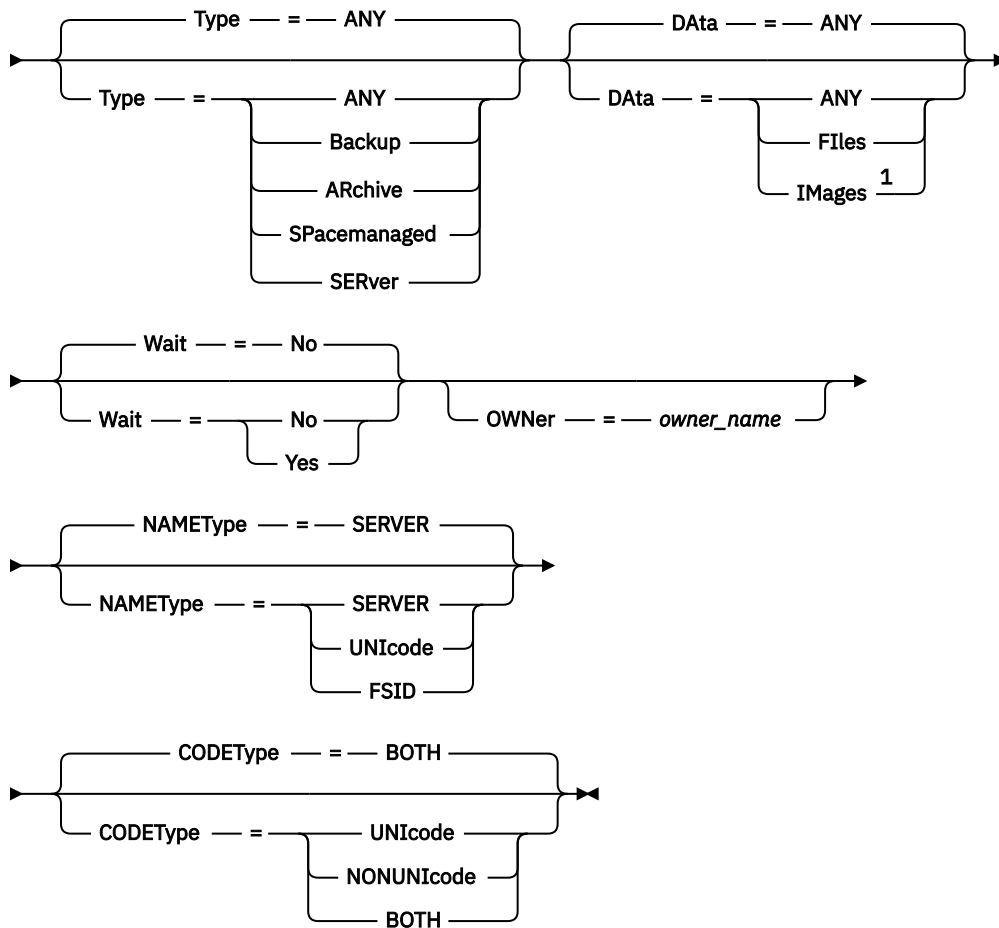 Type = ANY DAta = ANY
Type = ANY DAta = ANY
Backup FIles
ARchive IMages 1
SPacemanaged
SERver
Wait = No
Wait = No OWNer = owner_name
Yes
NAMEType = SERVER
NAMEType = SERVER
UNIcode
FSID
CODEType = BOTH
CODEType = UNIcode
NONUNIcode
BOTH